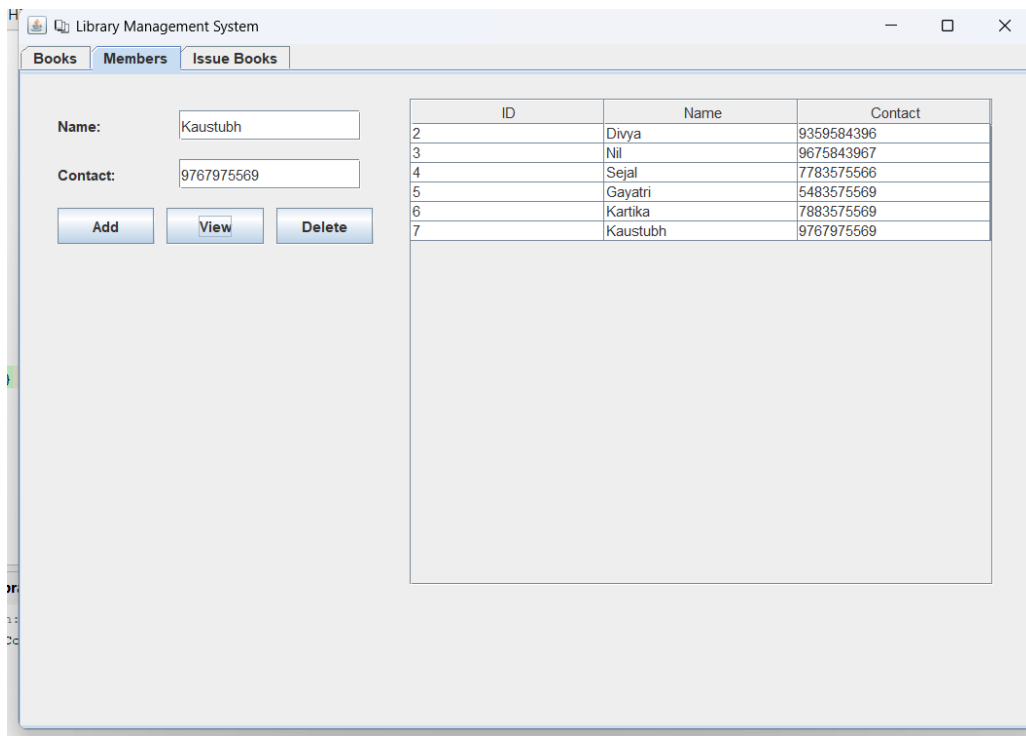 Library Management System
Books Members Issue Books
Name: Kaustubh
Contact: 9767975569
Add View Delete
ID Name Contact
2 Divya 9359584396
3 Nil 9675843967
4 Sejal 7783575566
5 Gayatri 5483575569
6 Kartika 7883575569
7 Kaustubh 9767975569